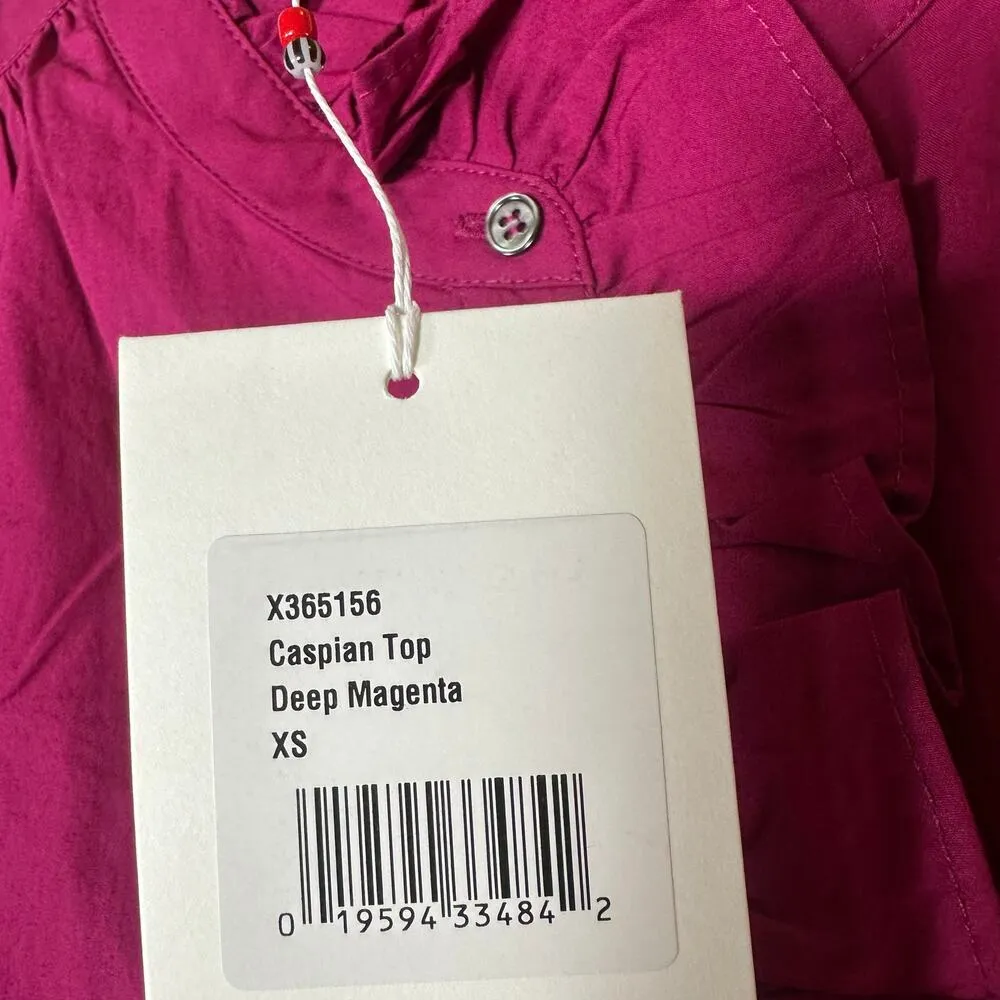 X365156
Caspian Top
Deep Magenta
XS
0 19594 33484 2